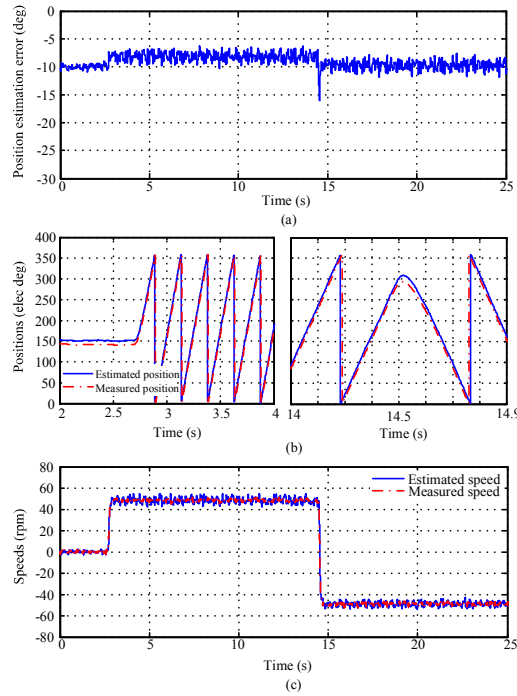 Position estimation error (deg)
0
-5
-10
-15
-20
-25
-30
0 5 10 15 20 25
Time (s)
(a)
Positions (elec deg)
400
350
300
250
200
150
100
50
0
Estimated position
Measured position
2 2.5 3 3.5 4
Time (s)
14 14.5 14.9
Time (s)
(b)
Speeds (rpm)
80
60
40
20
0
-20
-40
-60
-80
Estimated speed
Measured speed
0 5 10 15 20 25
Time (s)
(c)